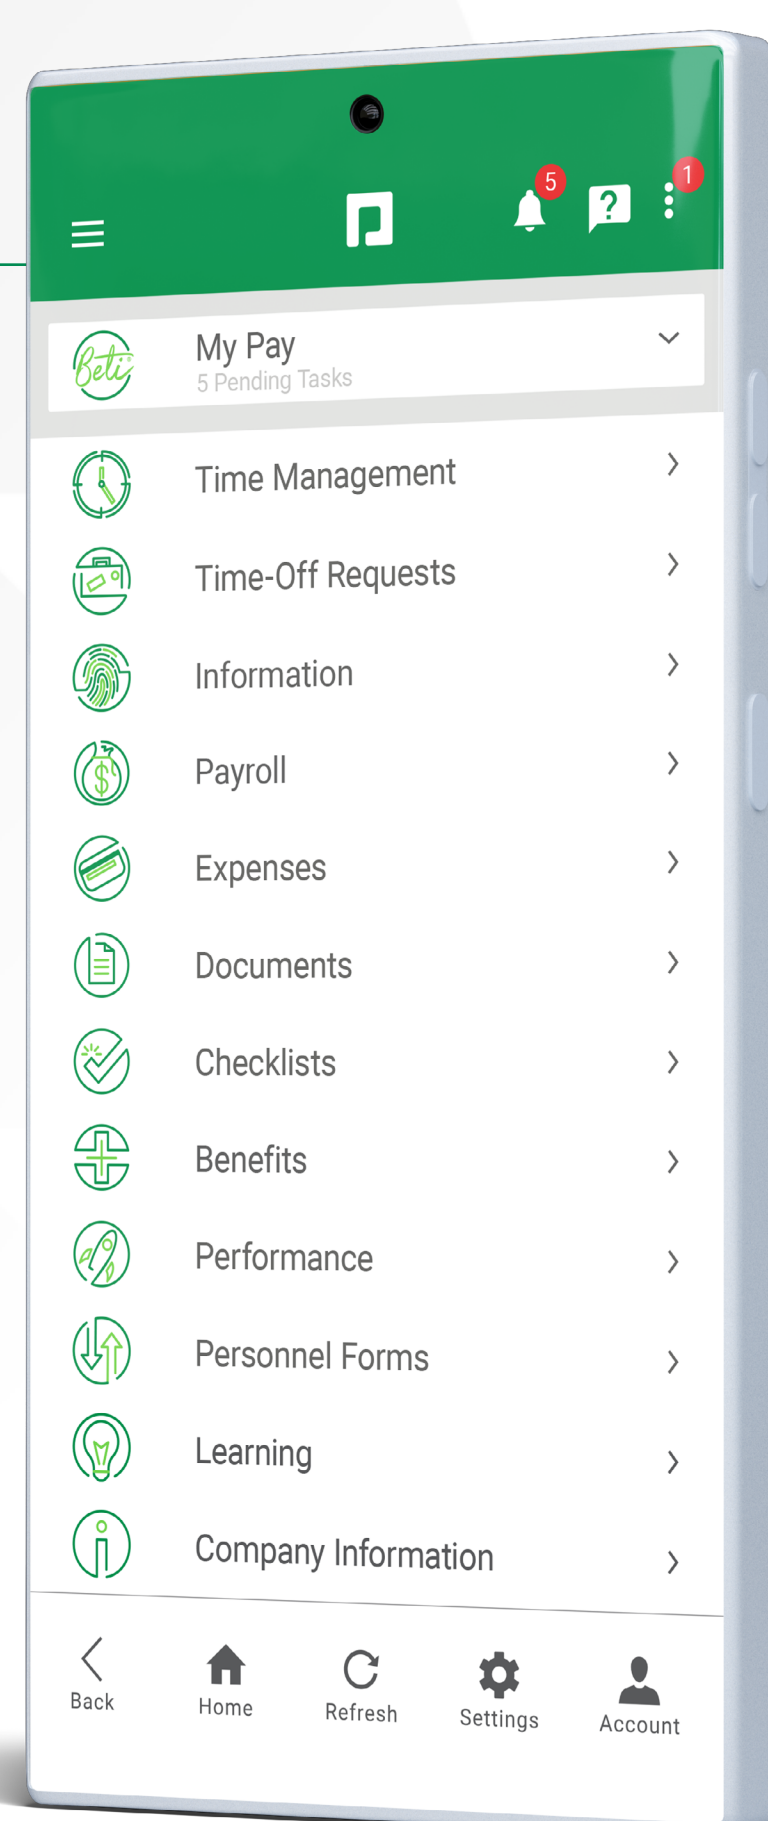 5
?
1
Beti®
My Pay
5 Pending Tasks
Time Management
Time-Off Requests
Information
Payroll
Expenses
Documents
Checklists
Benefits
Performance
Personnel Forms
Learning
Company Information
Back
Home
Refresh
Settings
Account